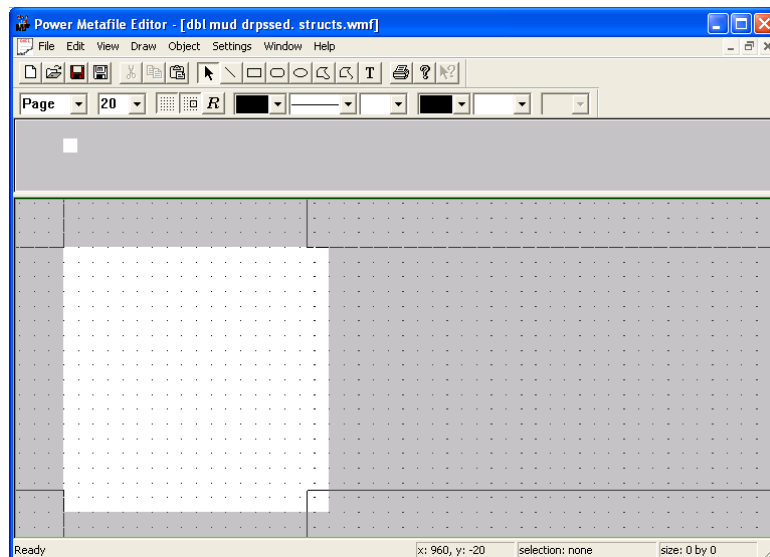 Power Metafile Editor - [dbl mud drpssed. structs.wmf]
File Edit View Draw Object Settings Window Help
T
Page 20 R
Ready x: 960, y: -20 selection: none size: 0 by 0